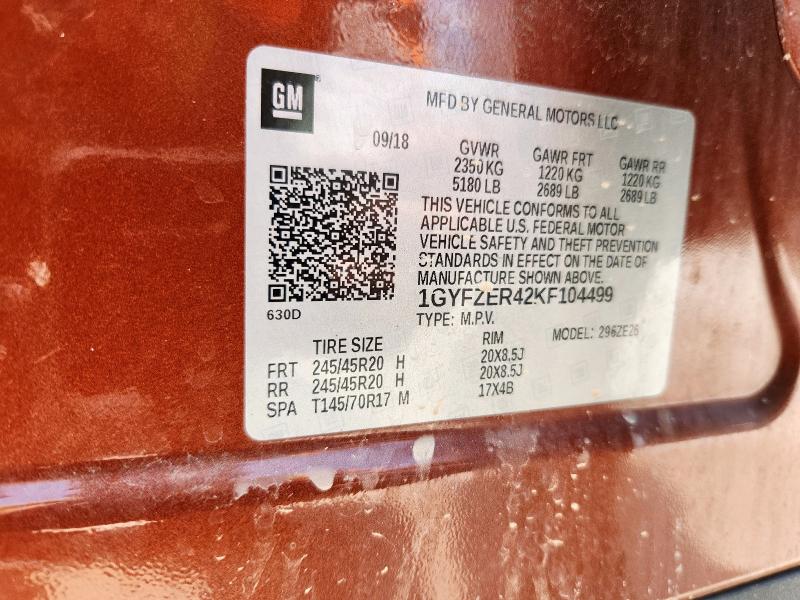 GM
MFD BY GENERAL MOTORS LLC
09/18
GVWR GAWR FRT GAWR RR
2350 KG 1220 KG 1220 KG
5180 LB 2689 LB 2689 LB
THIS VEHICLE CONFORMS TO ALL
APPLICABLE U.S. FEDERAL MOTOR
VEHICLE SAFETY AND THEFT PREVENTION
STANDARDS IN EFFECT ON THE DATE OF
MANUFACTURE SHOWN ABOVE.
1GYFZER42KF104499
630D
TYPE: M.P.V. MODEL: 296ZE26
TIRE SIZE RIM
FRT 245/45R20 H 20X8.5J
RR 245/45R20 H 20X8.5J
SPA T145/70R17 M 17X4B